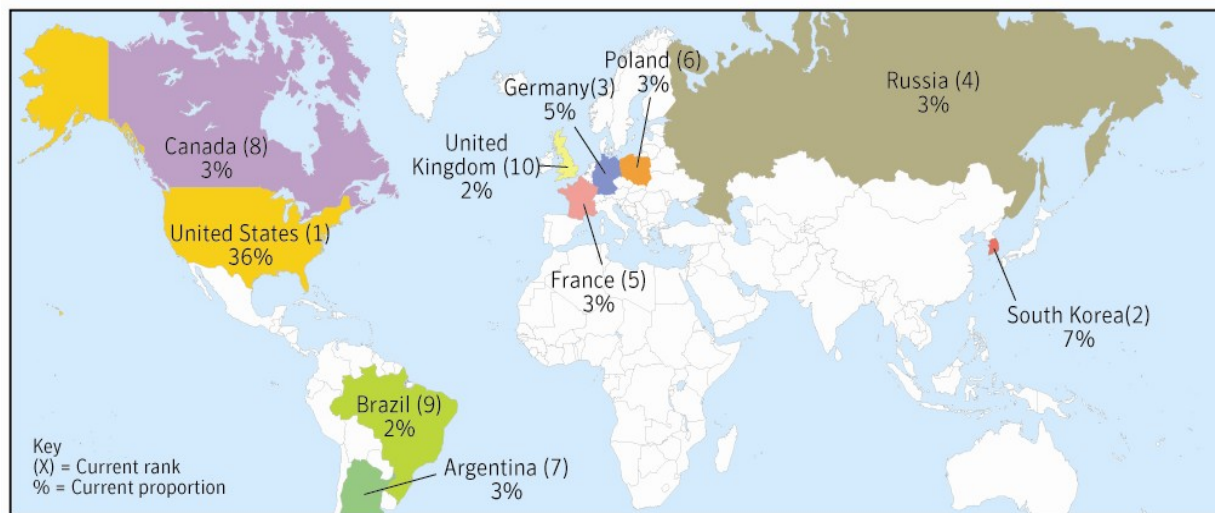 Poland (6)
3%
Germany(3)
5%
Russia (4)
3%
Canada (8)
3%
United
Kingdom (10)
2%
United States (1)
36%
France (5)
3%
South Korea(2)
7%
Brazil (9)
2%
Argentina (7)
3%
Key
(X) = Current rank
% = Current proportion